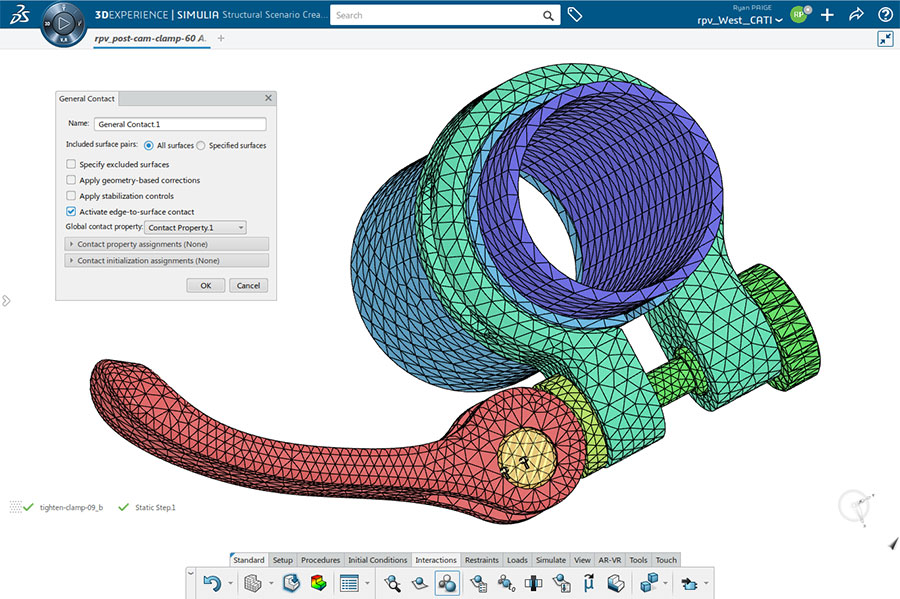 3DEXPERIENCE | SIMULIA Structural Scenario Crea...
Search
Ryan PAIGE
rpv_West_CATI
RP
3D
V.R
rpv_post-cam-clamp-60 A.
General Contact
Name: General Contact.1
Included surface pairs: All surfaces Specified surfaces
Specify excluded surfaces
Apply geometry-based corrections
Apply stabilization controls
Activate edge-to-surface contact
Global contact property: Contact Property.1
Contact property assignments (None)
Contact initialization assignments (None)
OK Cancel
tighten-clamp-09_b Static Step.1
Standard Setup Procedures Initial Conditions Interactions Restraints Loads Simulate View AR-VR Tools Touch